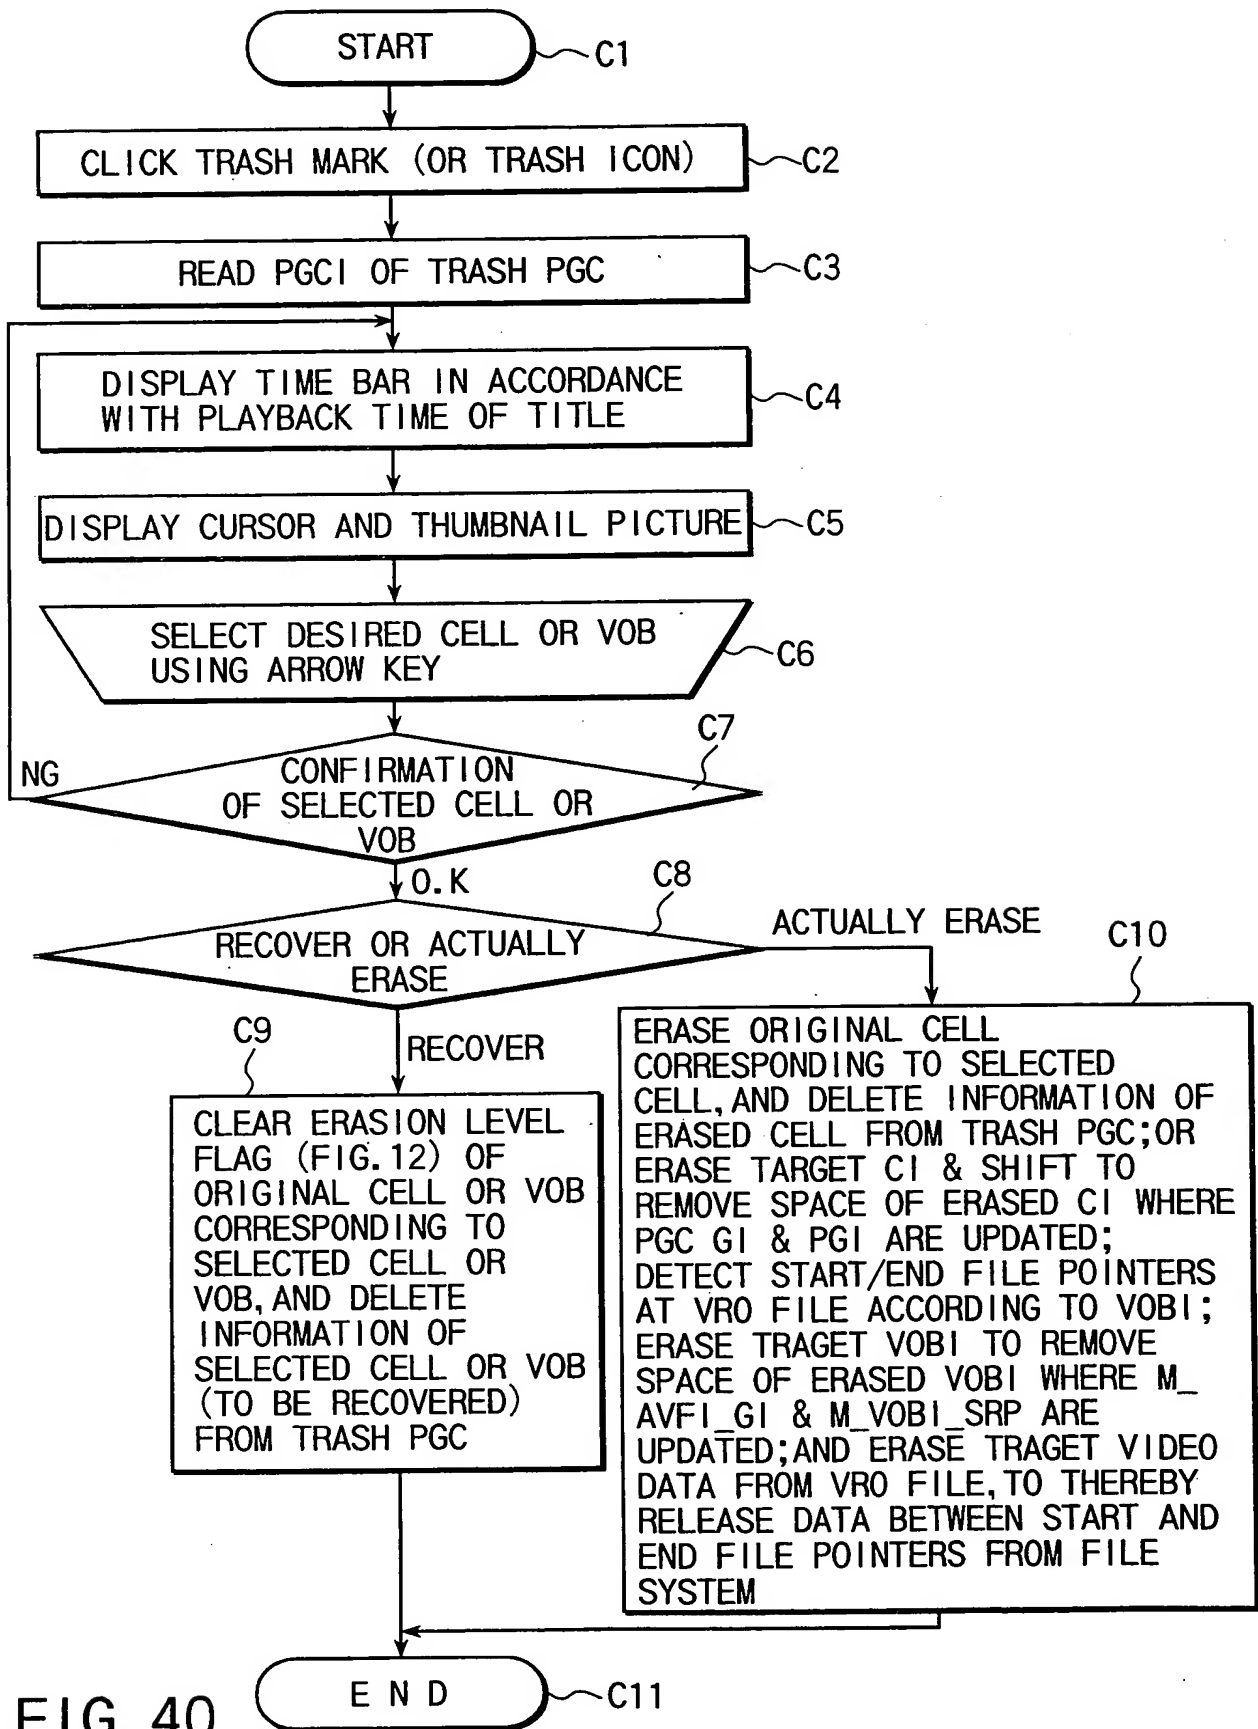 START
C1
CLICK TRASH MARK (OR TRASH ICON)
C2
READ PGCI OF TRASH PGC
C3
DISPLAY TIME BAR IN ACCORDANCE
WITH PLAYBACK TIME OF TITLE
C4
DISPLAY CURSOR AND THUMBNAIL PICTURE
C5
SELECT DESIRED CELL OR VOB
USING ARROW KEY
C6
C7
NG
CONFIRMATION
OF SELECTED CELL OR
VOB
O.K
C8
RECOVER OR ACTUALLY
ERASE
ACTUALLY ERASE
C10
C9
RECOVER
CLEAR ERASION LEVEL
FLAG (FIG.12) OF
ORIGINAL CELL OR VOB
CORRESPONDING TO
SELECTED CELL OR
VOB,AND DELETE
INFORMATION OF
SELECTED CELL OR VOB
(TO BE RECOVERED)
FROM TRASH PGC
ERASE ORIGINAL CELL
CORRESPONDING TO SELECTED
CELL,AND DELETE INFORMATION OF
ERASED CELL FROM TRASH PGC;OR
ERASE TARGET CI & SHIFT TO
REMOVE SPACE OF ERASED CI WHERE
PGC GI & PGI ARE UPDATED;
DETECT START/END FILE POINTERS
AT VRO FILE ACCORDING TO VOBI;
ERASE TRAGET VOBI TO REMOVE
SPACE OF ERASED VOBI WHERE M_
AVFI_GI & M_VOBI_SRP ARE
UPDATED;AND ERASE TRAGET VIDEO
DATA FROM VRO FILE,TO THEREBY
RELEASE DATA BETWEEN START AND
END FILE POINTERS FROM FILE
SYSTEM
END
C11
FIG.40